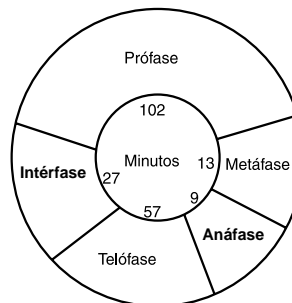 Prófase
102
Intérfase
Minutos
13
Metáfase
27
9
57
Anáfase
Telófase